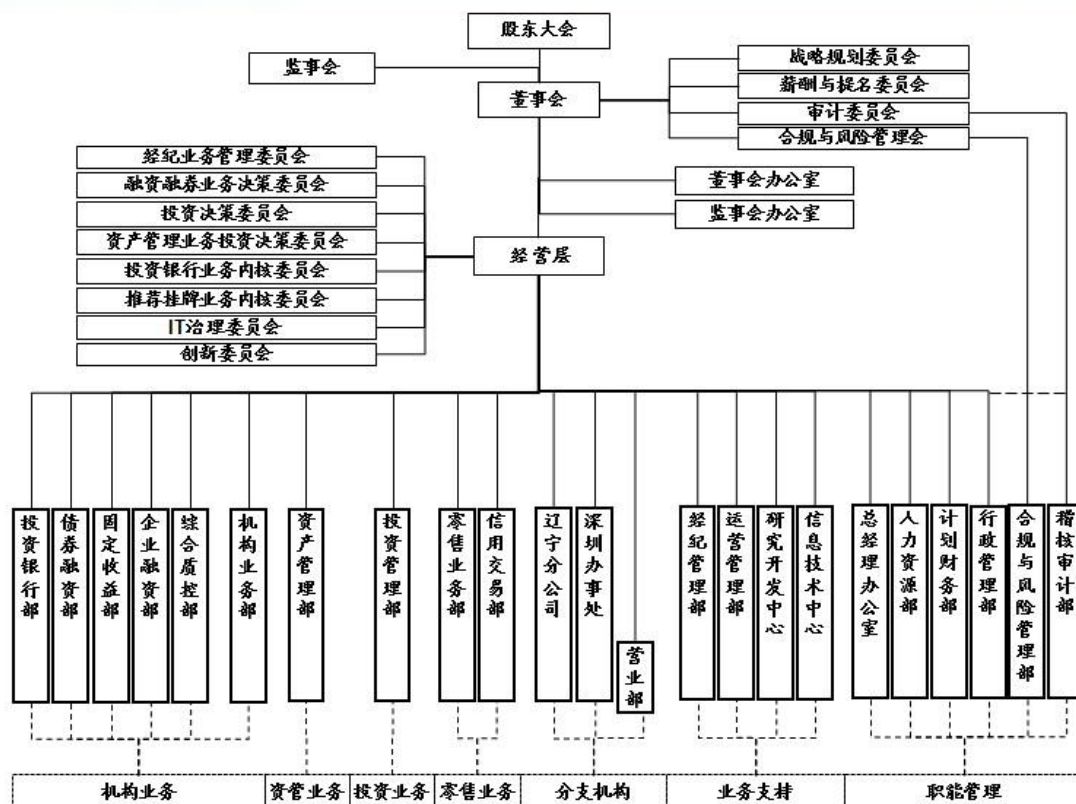 股东大会
监事会
董事会
战略规划委员会
薪酬与提名委员会
审计委员会
合规与风险管理会
经纪业务管理委员会
融资融券业务决策委员会
投资决策委员会
资产管理业务投资决策委员会
投资银行业务内核委员会
推荐挂牌业务内核委员会
IT治理委员会
创新委员会
董事会办公室
监事会办公室
经营层
投资银行部
债券融资部
固定收益部
企业融资部
综合质控部
机构业务部
资产管理部
投资管理部
零售业务部
信用交易部
辽宁分公司
深圳办事处
营业部
经纪管理部
运营管理部
研究开发中心
信息技术中心
总经理办公室
人力资源部
计划财务部
行政管理部
合规与风险管理部
稽核审计部
机构业务
资管业务
投资业务
零售业务
分支机构
业务支持
职能管理